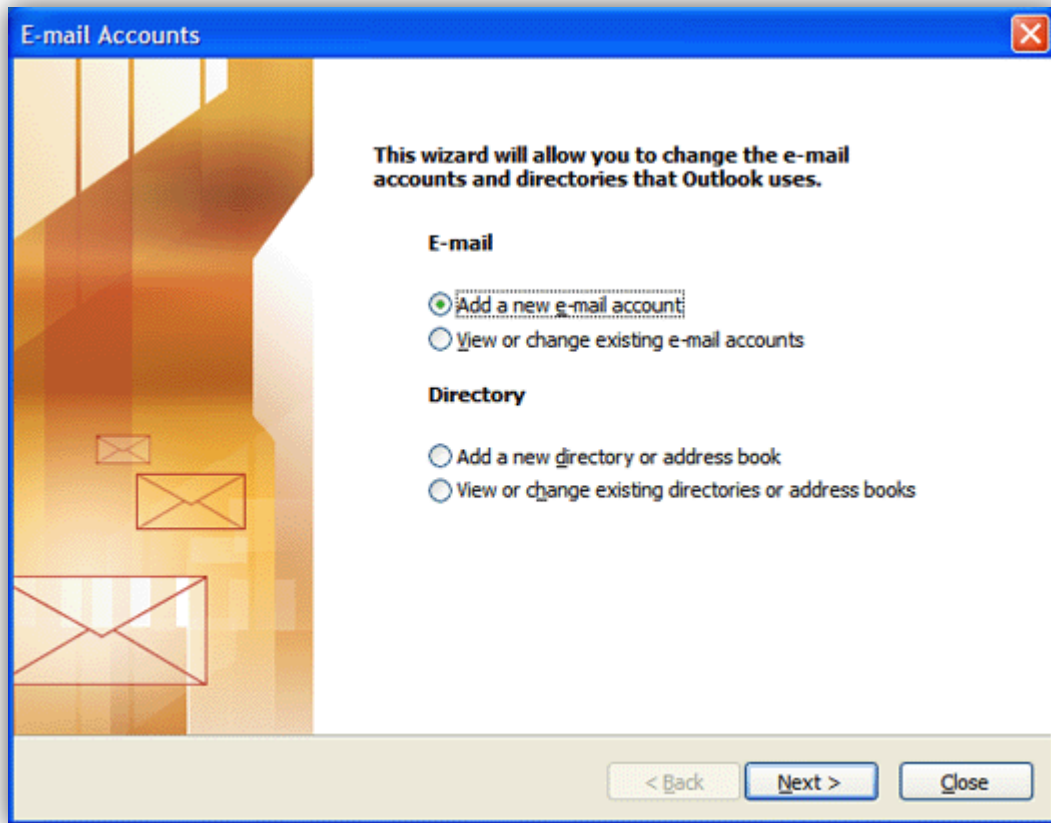 E-mail Accounts
This wizard will allow you to change the e-mail
accounts and directories that Outlook uses.
E-mail
Add a new e-mail account
View or change existing e-mail accounts
Directory
Add a new directory or address book
View or change existing directories or address books
< Back
Next >
Close